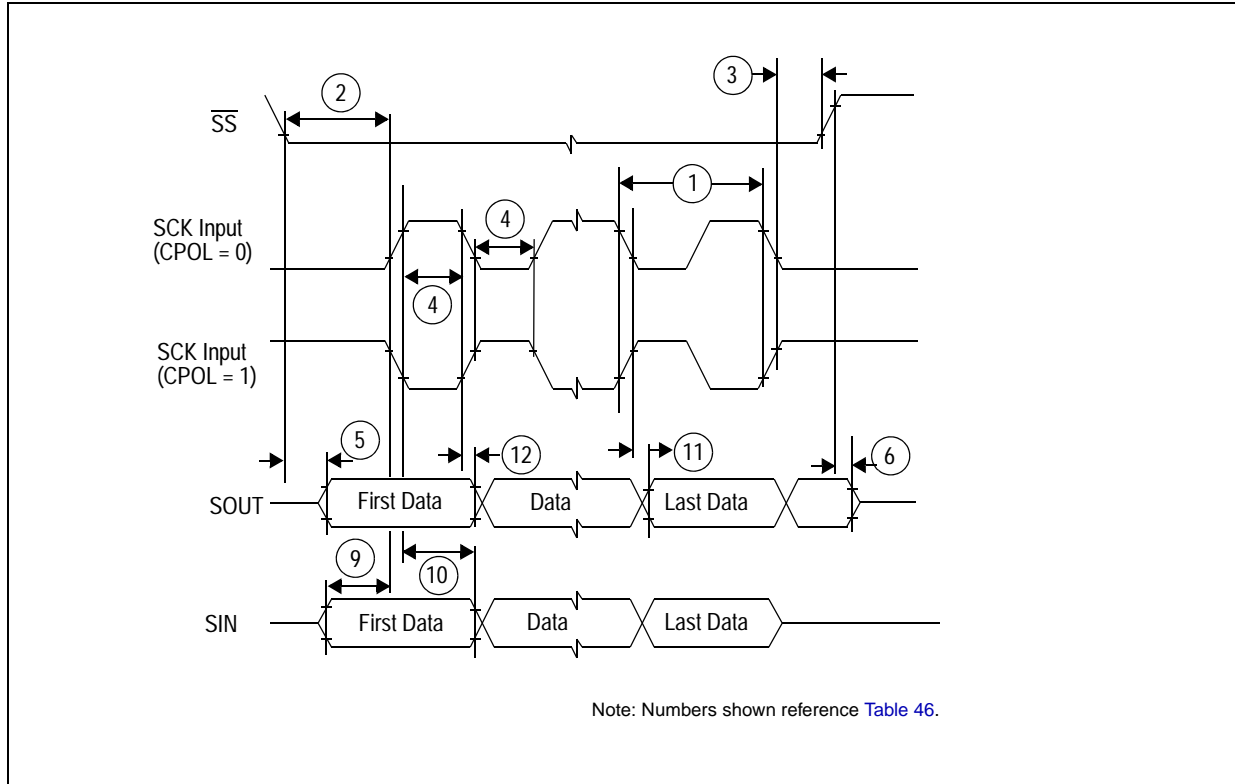 3
2
SS
1
SCK Input
(CPOL = 0)
4
4
SCK Input
(CPOL = 1)
5
12
11
6
SOUT
First Data
Data
Last Data
9
10
SIN
First Data
Data
Last Data
Note: Numbers shown reference Table 46.